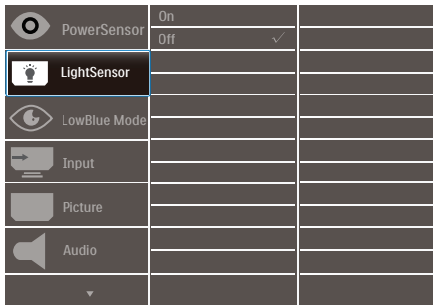 PowerSensor
On
Off ✓
LightSensor
LowBlue Mode
Input
Picture
Audio